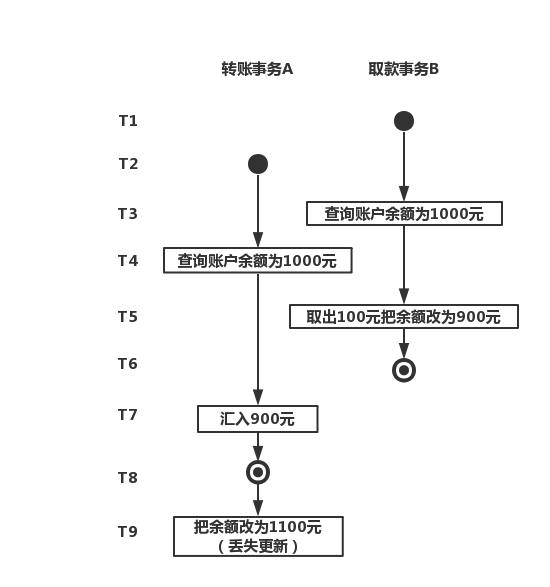 转账事务A
取款事务B
T1
T2
T3
查询账户余额为1000元
T4
查询账户余额为1000元
T5
取出100元把余额改为900元
T6
T7
汇入900元
T8
T9
把余额改为1100元
（丢失更新）